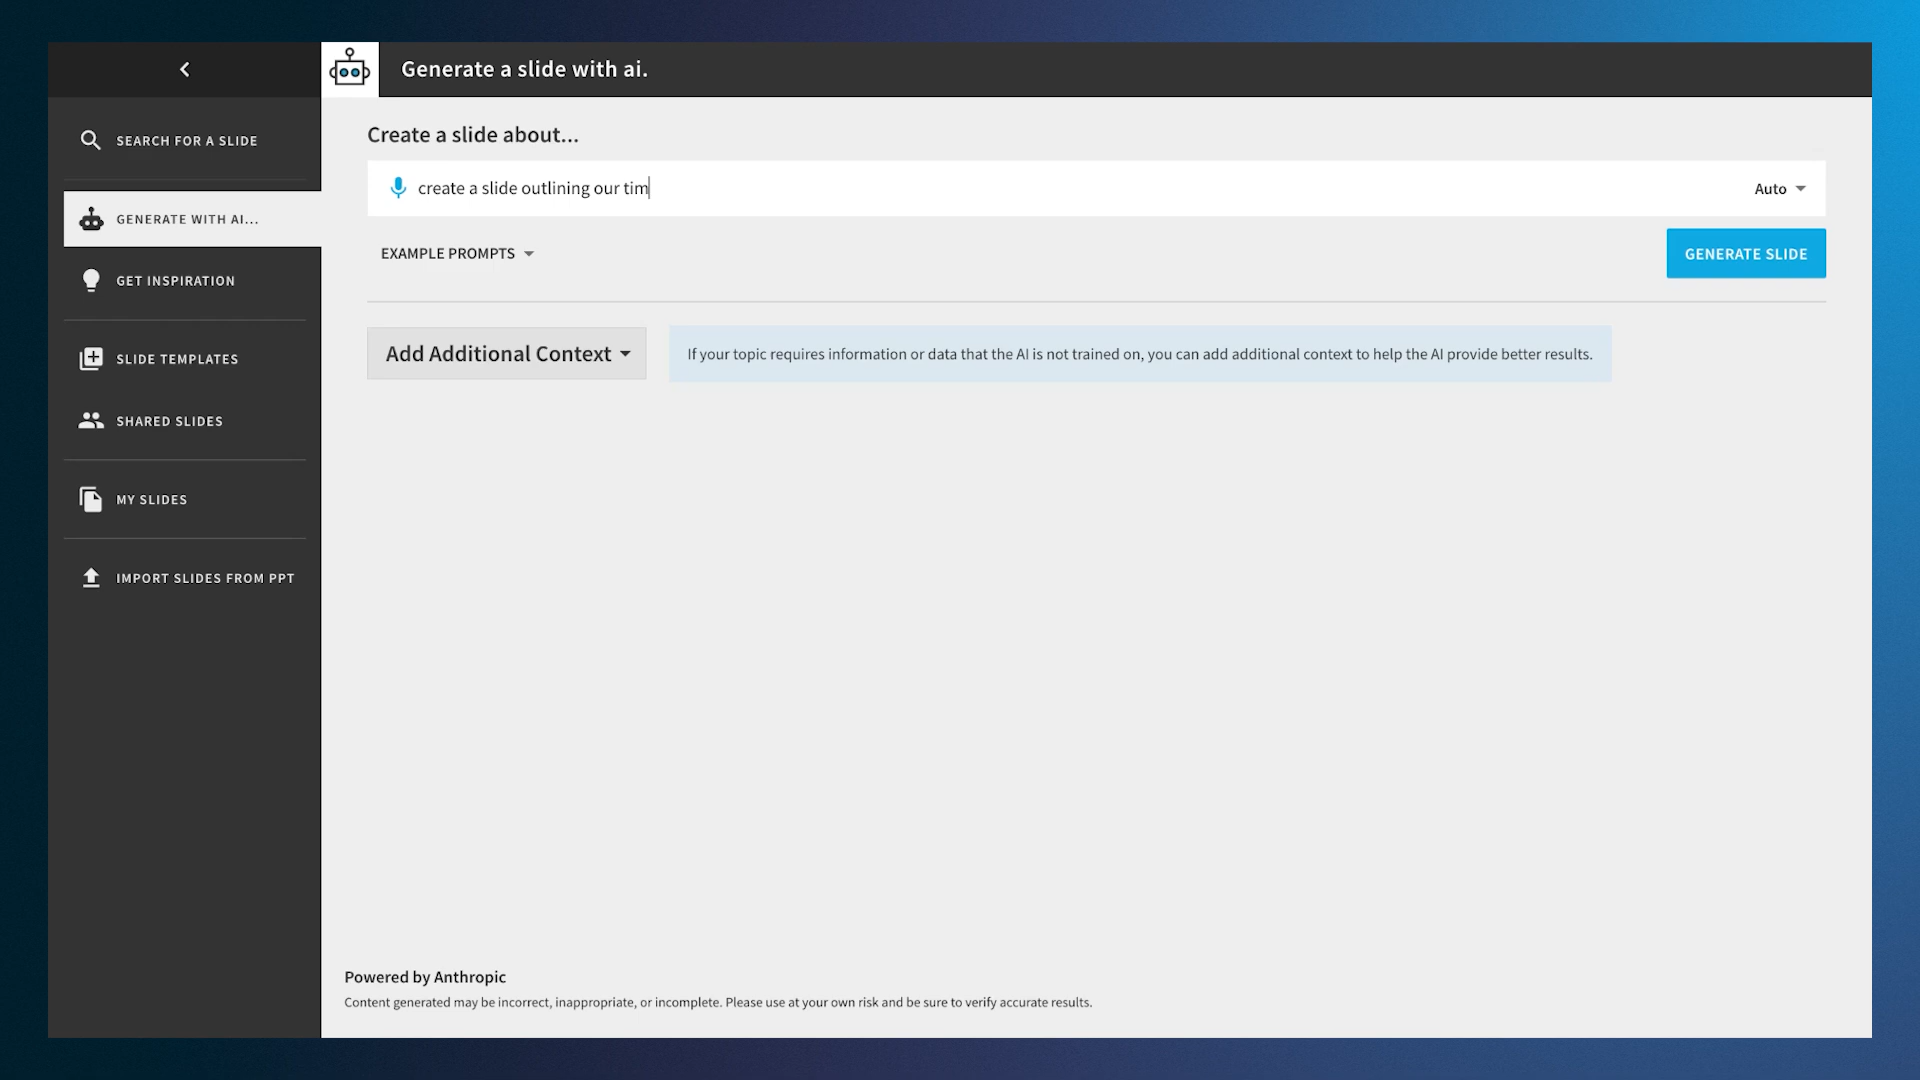 Generate a slide with ai.
SEARCH FOR A SLIDE
GENERATE WITH AI...
GET INSPIRATION
SLIDE TEMPLATES
SHARED SLIDES
MY SLIDES
IMPORT SLIDES FROM PPT
Create a slide about...
create a slide outlining our tim
Auto
EXAMPLE PROMPTS
GENERATE SLIDE
Add Additional Context
If your topic requires information or data that the AI is not trained on, you can add additional context to help the AI provide better results.
Powered by Anthropic
Content generated may be incorrect, inappropriate, or incomplete. Please use at your own risk and be sure to verify accurate results.